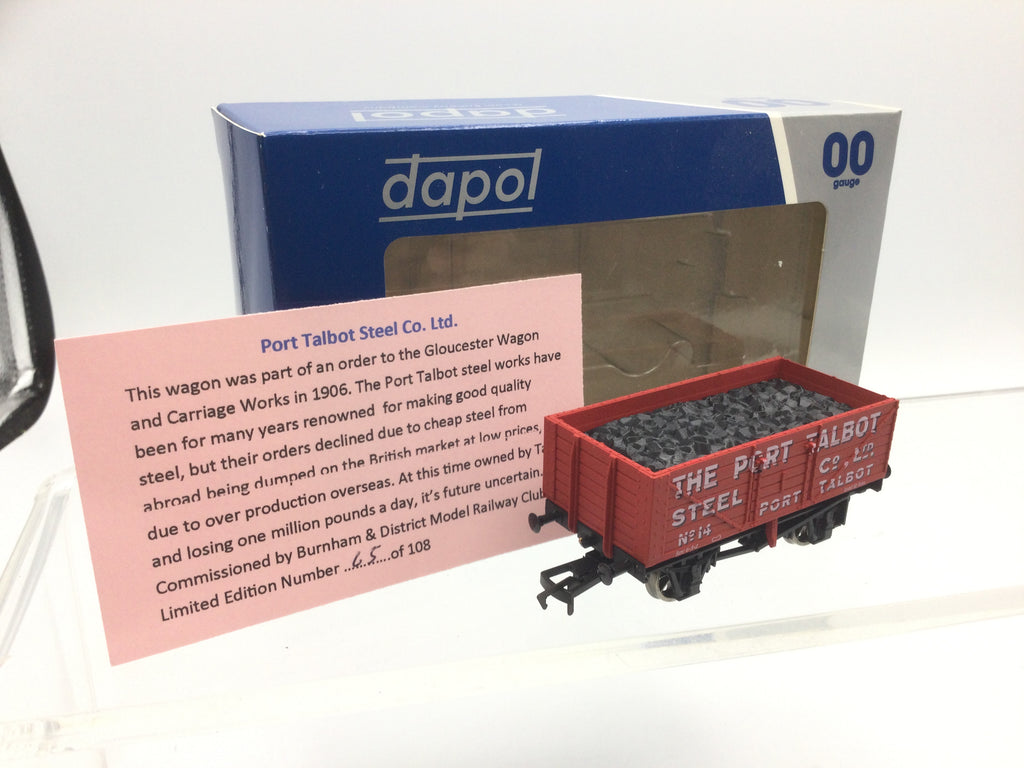 dapol
00
gauge
Port Talbot Steel Co. Ltd.
This wagon was part of an order to the Gloucester Wagon
and Carriage Works in 1906. The Port Talbot steel works have
been for many years renowned for making good quality
steel, but their orders declined due to cheap steel from
abroad being dumped on the British market at low prices,
due to over production overseas. At this time owned by
and losing one million pounds a day, it's future uncertain.
Commissioned by Burnham & District Model Railway Club
Limited Edition Number ..65...of 108
THE PORT TALBOT
STEEL CO, LTD.
PORT TALBOT
No 14